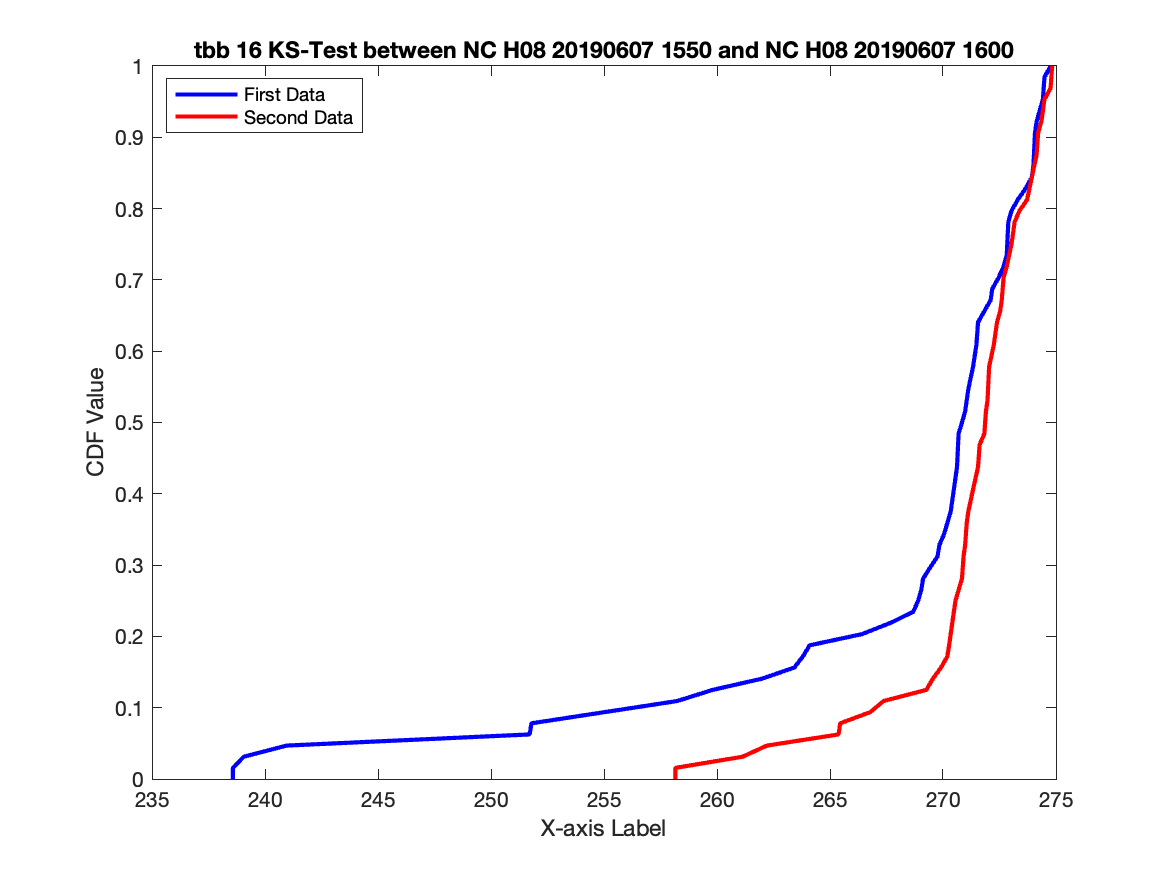 tbb 16 KS-Test between NC H08 20190607 1550 and NC H08 20190607 1600
First Data
Second Data
1
0.9
0.8
0.7
0.6
0.5
0.4
0.3
0.2
0.1
0
CDF Value
235 240 245 250 255 260 265 270 275
X-axis Label